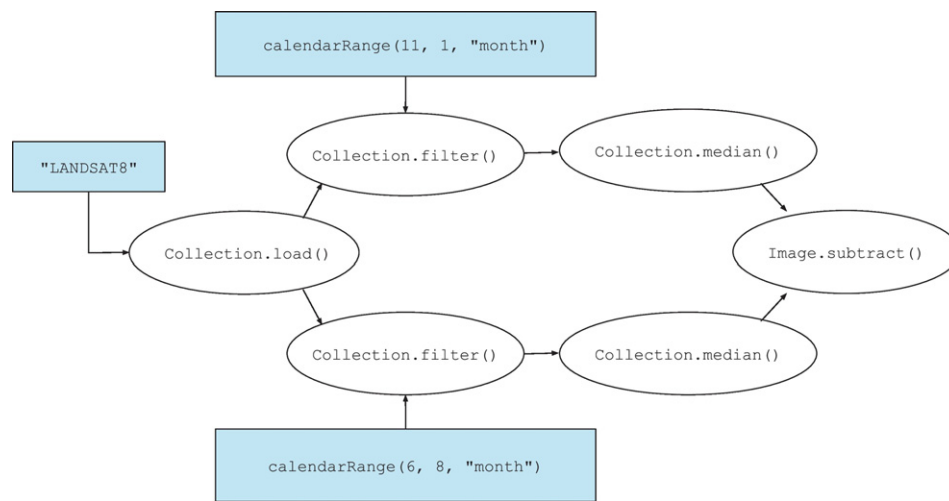 calendarRange(11, 1, "month")
Collection.filter()
Collection.median()
"LANDSAT8"
Collection.load()
Image.subtract()
Collection.filter()
Collection.median()
calendarRange(6, 8, "month")